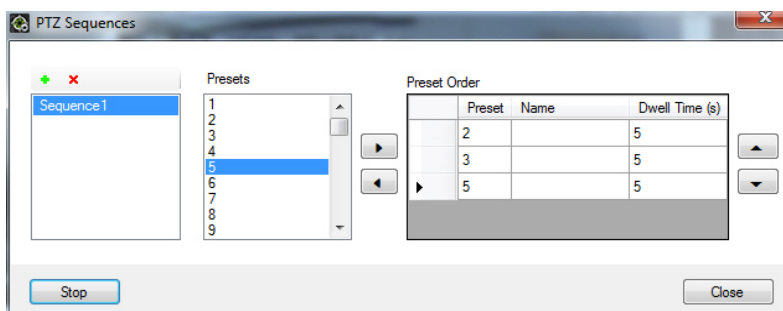 PTZ Sequences
Presets
Preset Order
Sequence1
1
2
3
4
5
6
7
8
9
Preset Name Dwell Time (s)
2 5
3 5
5 5
Stop
Close